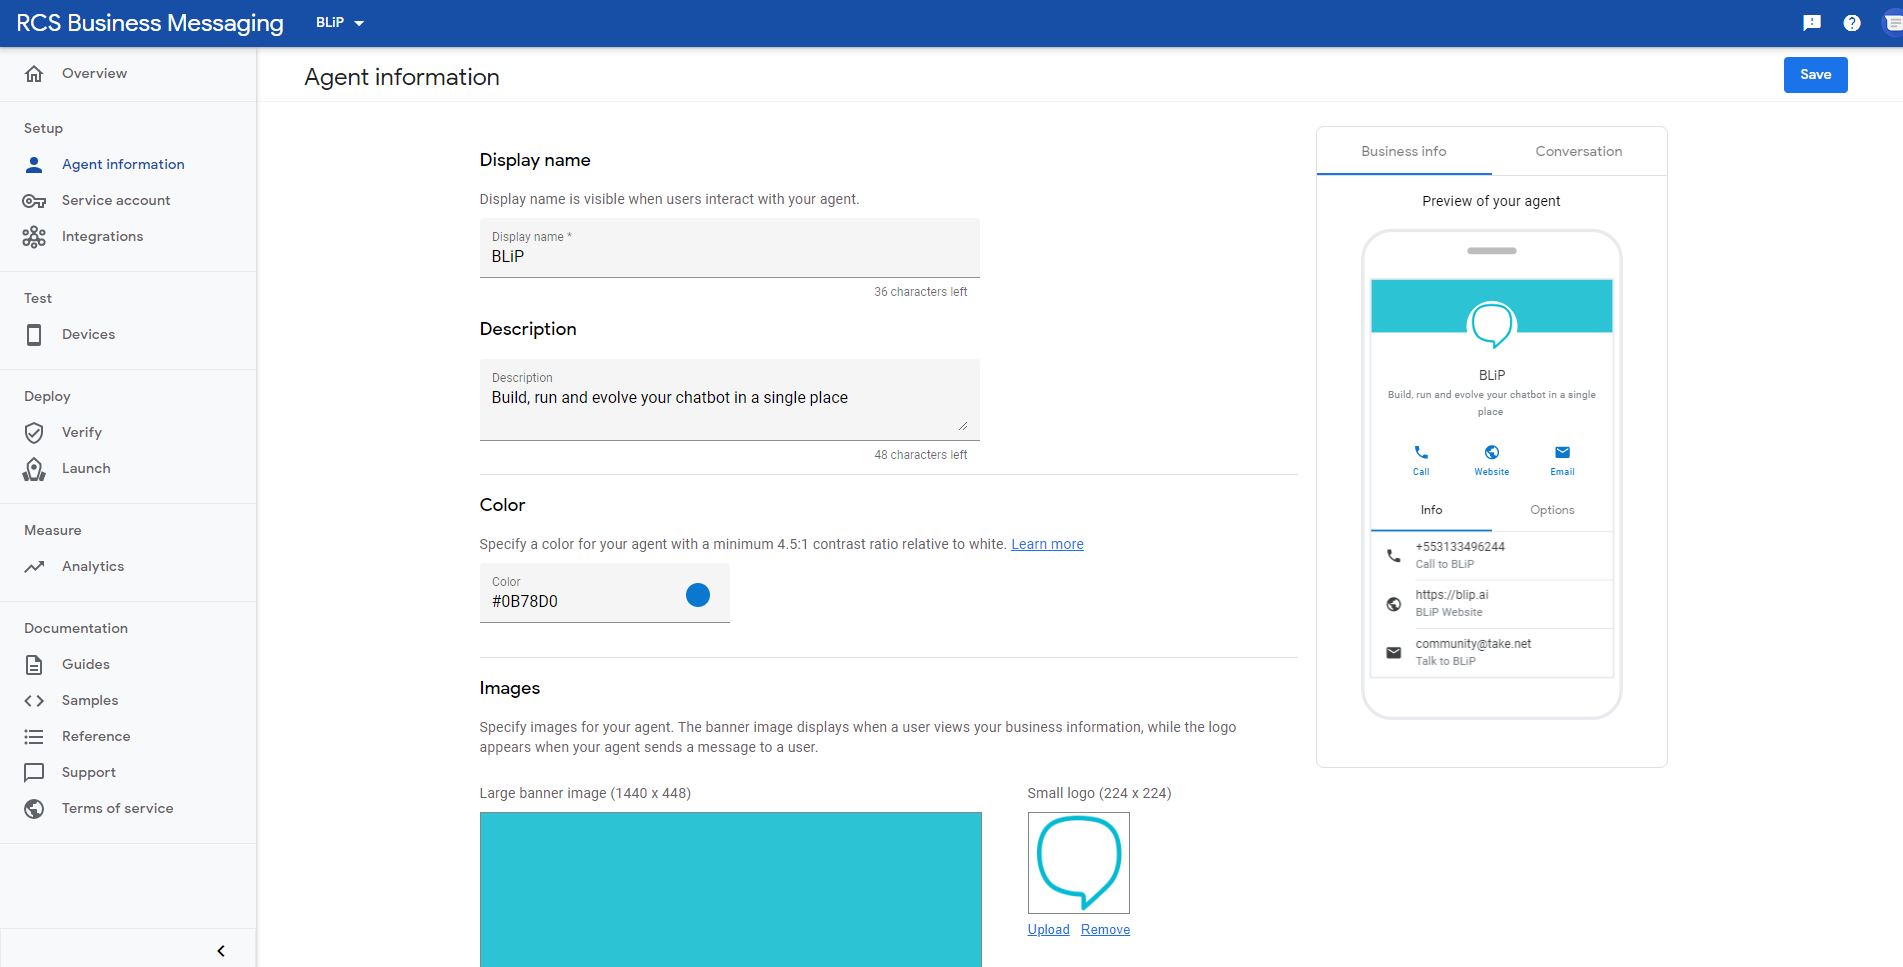 RCS Business Messaging
BLiP
Overview
Setup
Agent information
Service account
Integrations
Test
Devices
Deploy
Verify
Launch
Measure
Analytics
Documentation
Guides
Samples
Reference
Support
Terms of service
Agent information
Save
Display name
Display name is visible when users interact with your agent.
Display name *
BLiP
36 characters left
Description
Description
Build, run and evolve your chatbot in a single place
48 characters left
Color
Specify a color for your agent with a minimum 4.5:1 contrast ratio relative to white. Learn more
Color
#0B78D0
Images
Specify images for your agent. The banner image displays when a user views your business information, while the logo
appears when your agent sends a message to a user.
Large banner image (1440 x 448)
Small logo (224 x 224)
Upload Remove
Business info Conversation
Preview of your agent
BLiP
Build, run and evolve your chatbot in a single
place
Call Website Email
Info Options
+553133496244
Call to BLiP
https://blip.ai
BLiP Website
community@take.net
Talk to BLiP